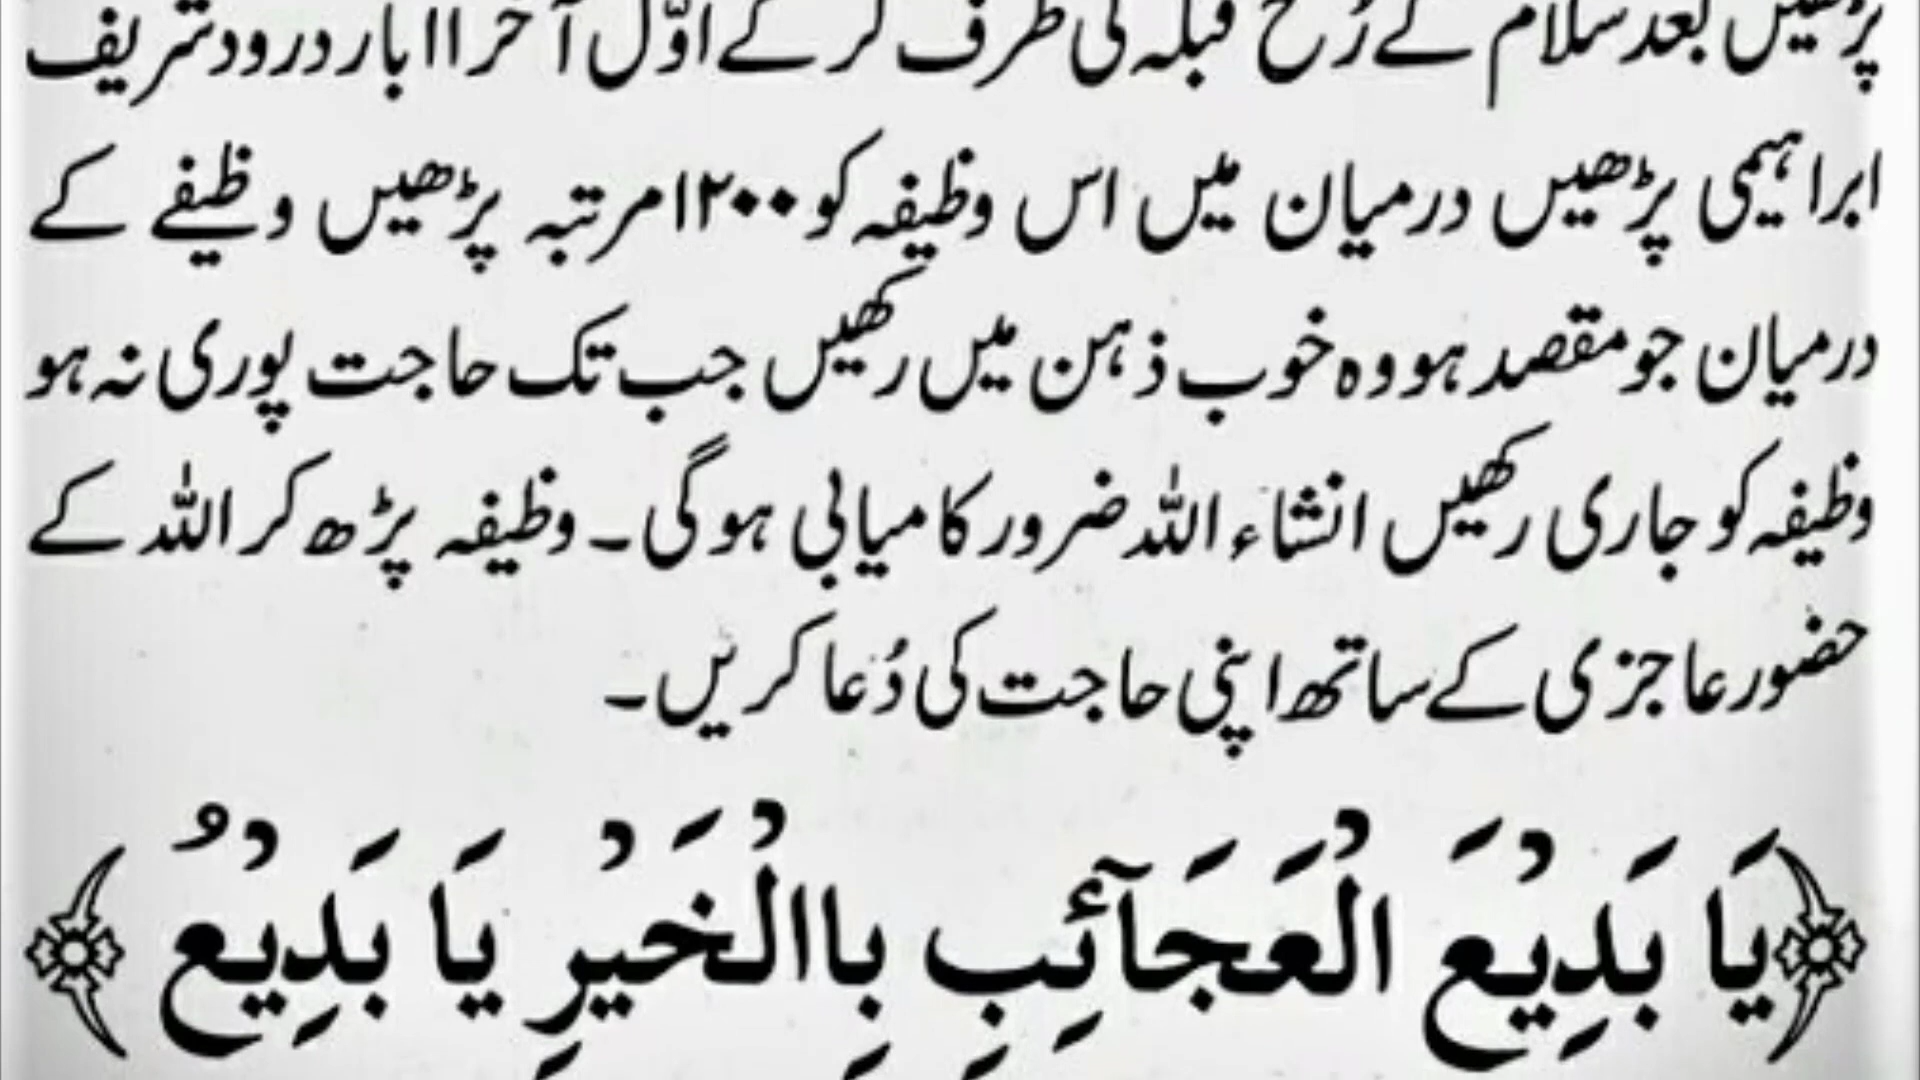 پڑھیں بعد سلام کے رُخ قبلہ کی طرف کر کے اوّل آخر ۱۱ بار درود شریف
ابراہیمی پڑھیں درمیان میں اس وظیفہ کو ۱۲۰۰ مرتبہ پڑھیں وظیفے کے
درمیان جو مقصد ہو وہ خوب ذہن میں رکھیں جب تک حاجت پوری نہ ہو
وظیفہ کو جاری رکھیں انشاء اللہ ضرور کامیابی ہوگی۔ وظیفہ پڑھ کر اللہ کے
حضور عاجزی کے ساتھ اپنی حاجت کی دُعا کریں۔
يَا بَدِيْعَ الْعَجَآئِبِ بِاالْخَيْرِ يَا بَدِيْعُ